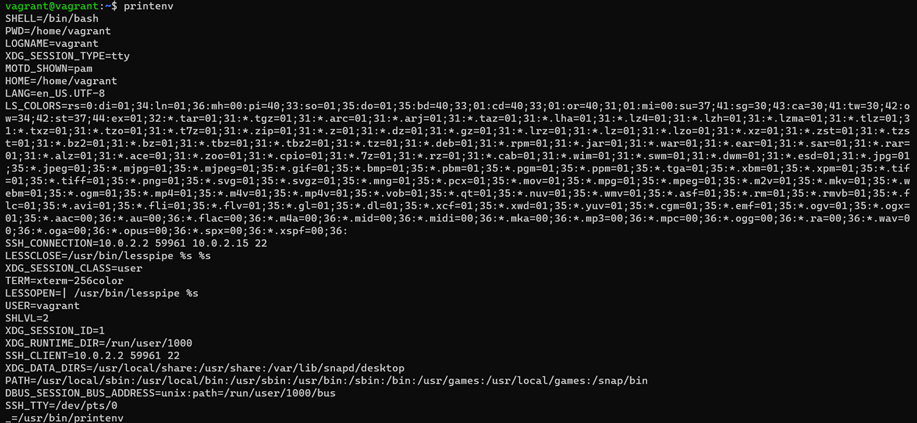 vagrant@vagrant:~$ printenv
SHELL=/bin/bash
PWD=/home/vagrant
LOGNAME=vagrant
XDG_SESSION_TYPE=tty
MOTD_SHOWN=pam
HOME=/home/vagrant
LANG=en_US.UTF-8
LS_COLORS=rs=0:di=01;34:ln=01;36:mh=00:pi=40;33:so=01;35:do=01;35:bd=40;33;01:cd=40;33;01:or=40;31;01:mi=00:su=37;41:sg=30;43:ca=30;41:tw=30;42:o
w=34;42:st=37;44:ex=01;32:*.tar=01;31:*.tgz=01;31:*.arc=01;31:*.arj=01;31:*.taz=01;31:*.lha=01;31:*.lz4=01;31:*.lzh=01;31:*.lzma=01;31:*.tlz=01;3
1:*.txz=01;31:*.tzo=01;31:*.t7z=01;31:*.zip=01;31:*.z=01;31:*.dz=01;31:*.gz=01;31:*.lrz=01;31:*.lz=01;31:*.lzo=01;31:*.xz=01;31:*.zst=01;31:*.tzs
t=01;31:*.bz2=01;31:*.bz=01;31:*.tbz=01;31:*.tbz2=01;31:*.tz=01;31:*.deb=01;31:*.rpm=01;31:*.jar=01;31:*.war=01;31:*.ear=01;31:*.sar=01;31:*.rar=
01;31:*.alz=01;31:*.ace=01;31:*.zoo=01;31:*.cpio=01;31:*.7z=01;31:*.rz=01;31:*.cab=01;31:*.wim=01;31:*.swm=01;31:*.dwm=01;31:*.esd=01;31:*.jpg=01
;35:*.jpeg=01;35:*.mjpg=01;35:*.mjpeg=01;35:*.gif=01;35:*.bmp=01;35:*.pbm=01;35:*.pgm=01;35:*.ppm=01;35:*.tga=01;35:*.xbm=01;35:*.xpm=01;35:*.tif
=01;35:*.tiff=01;35:*.png=01;35:*.svg=01;35:*.svgz=01;35:*.mng=01;35:*.pcx=01;35:*.mov=01;35:*.mpg=01;35:*.mpeg=01;35:*.m2v=01;35:*.mkv=01;35:*.w
ebm=01;35:*.ogm=01;35:*.mp4=01;35:*.m4v=01;35:*.mp4v=01;35:*.vob=01;35:*.qt=01;35:*.nuv=01;35:*.wmv=01;35:*.asf=01;35:*.rm=01;35:*.rmvb=01;35:*.f
lc=01;35:*.avi=01;35:*.fli=01;35:*.flv=01;35:*.gl=01;35:*.dl=01;35:*.xcf=01;35:*.xwd=01;35:*.yuv=01;35:*.cgm=01;35:*.emf=01;35:*.ogv=01;35:*.ogx=
01;35:*.aac=00;36:*.au=00;36:*.flac=00;36:*.m4a=00;36:*.mid=00;36:*.midi=00;36:*.mka=00;36:*.mp3=00;36:*.mpc=00;36:*.ogg=00;36:*.ra=00;36:*.wav=0
0;36:*.oga=00;36:*.opus=00;36:*.spx=00;36:*.xspf=00;36:
SSH_CONNECTION=10.0.2.2 59961 10.0.2.15 22
LESSCLOSE=/usr/bin/lesspipe %s %s
XDG_SESSION_CLASS=user
TERM=xterm-256color
LESSOPEN=| /usr/bin/lesspipe %s
USER=vagrant
SHLVL=2
XDG_SESSION_ID=1
XDG_RUNTIME_DIR=/run/user/1000
SSH_CLIENT=10.0.2.2 59961 22
XDG_DATA_DIRS=/usr/local/share:/usr/share:/var/lib/snapd/desktop
PATH=/usr/local/sbin:/usr/local/bin:/usr/sbin:/usr/bin:/sbin:/bin:/usr/games:/usr/local/games:/snap/bin
DBUS_SESSION_BUS_ADDRESS=unix:path=/run/user/1000/bus
SSH_TTY=/dev/pts/0
_=/usr/bin/printenv